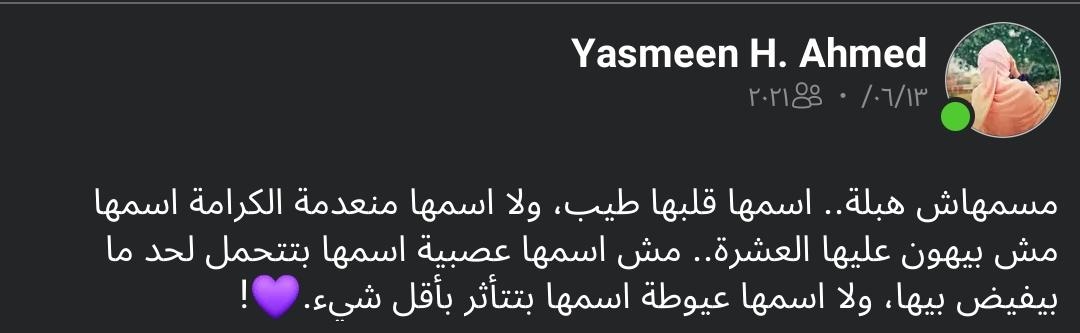 Yasmeen H. Ahmed
١٣/٠٦/٢٠٢١ ·
مسمهاش هبلة.. اسمها قلبها طيب، ولا اسمها منعدمة الكرامة اسمها
مش بيهون عليها العشرة.. مش اسمها عصبية اسمها بتتحمل لحد ما
بيفيض بيها، ولا اسمها عيوطة اسمها بتتأثر بأقل شيء.💜!